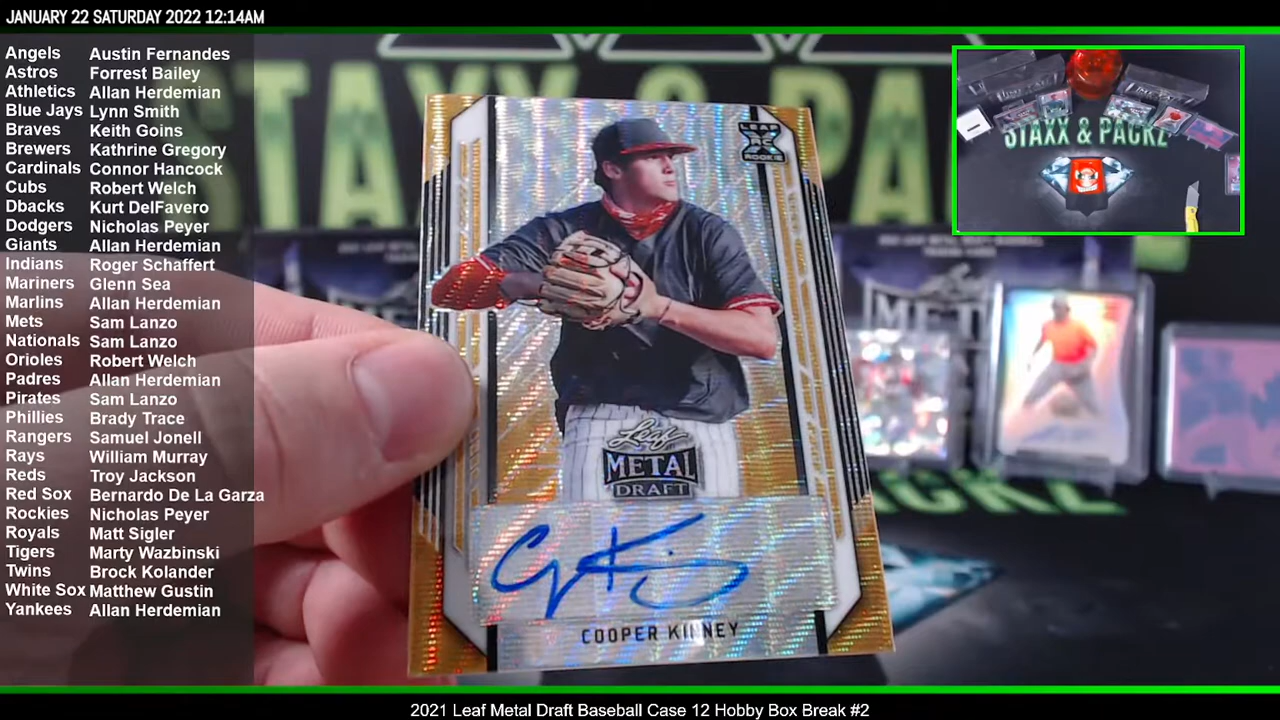 JANUARY 22 SATURDAY 2022 12:14AM
Angels Austin Fernandes
Astros Forrest Bailey
Athletics Allan Herdemian
Blue Jays Lynn Smith
Braves Keith Goins
Brewers Kathrine Gregory
Cardinals Connor Hancock
Cubs Robert Welch
Dbacks Kurt DelFavero
Dodgers Nicholas Peyer
Giants Allan Herdemian
Indians Roger Schaffert
Mariners Glenn Sea
Marlins Allan Herdemian
Mets Sam Lanzo
Nationals Sam Lanzo
Orioles Robert Welch
Padres Allan Herdemian
Pirates Sam Lanzo
Phillies Brady Trace
Rangers Samuel Jonell
Rays William Murray
Reds Troy Jackson
Red Sox Bernardo De La Garza
Rockies Nicholas Peyer
Royals Matt Sigler
Tigers Marty Wazbinski
Twins Brock Kolander
White Sox Matthew Gustin
Yankees Allan Herdemian
STAXX & PAC
LEAF
RC
ROOKIE
Leaf
METAL
DRAFT
COOPER KINNEY
STAXX & PACKZ
2021 Leaf Metal Draft Baseball Case 12 Hobby Box Break #2